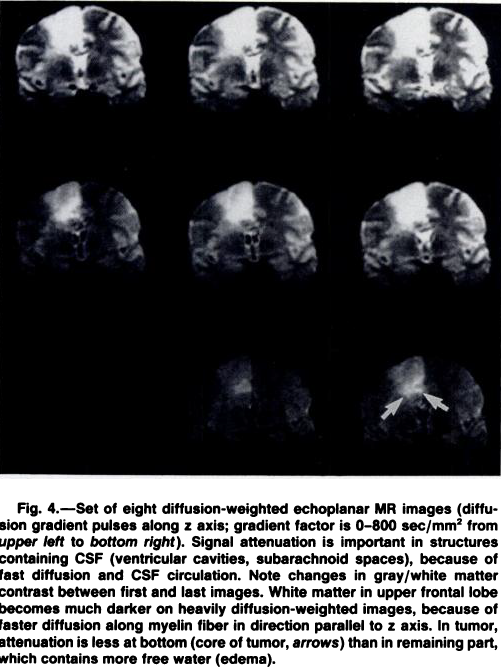 Fig. 4.—Set of eight diffusion-weighted echoplanar MR images (diffu-
sion gradient pulses along z axis; gradient factor is 0–800 sec/mm² from
upper left to bottom right). Signal attenuation is important in structures
containing CSF (ventricular cavities, subarachnoid spaces), because of
fast diffusion and CSF circulation. Note changes in gray/white matter
contrast between first and last images. White matter in upper frontal lobe
becomes much darker on heavily diffusion-weighted images, because of
faster diffusion along myelin fiber in direction parallel to z axis. In tumor,
attenuation is less at bottom (core of tumor, arrows) than in remaining part,
which contains more free water (edema).